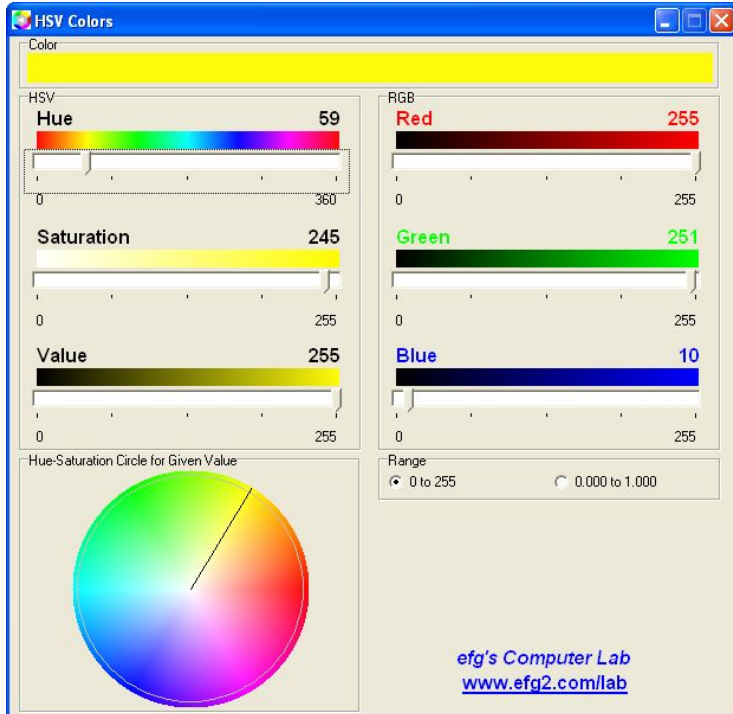 HSV Colors
Color
HSV
Hue 59
0 360
Saturation 245
0 255
Value 255
0 255
RGB
Red 255
0 255
Green 251
0 255
Blue 10
0 255
Hue-Saturation Circle for Given Value
Range
0 to 255 0.000 to 1.000
efg's Computer Lab
www.efg2.com/lab